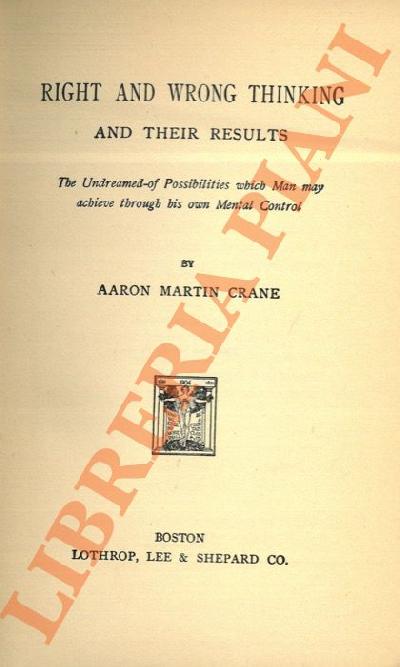 RIGHT AND WRONG THINKING
AND THEIR RESULTS
The Undreamed-of Possibilities which Man may
achieve through his own Mental Control
BY
AARON MARTIN CRANE
1904
BOSTON
LOTHROP, LEE & SHEPARD CO.
LIBRERIA PIANI